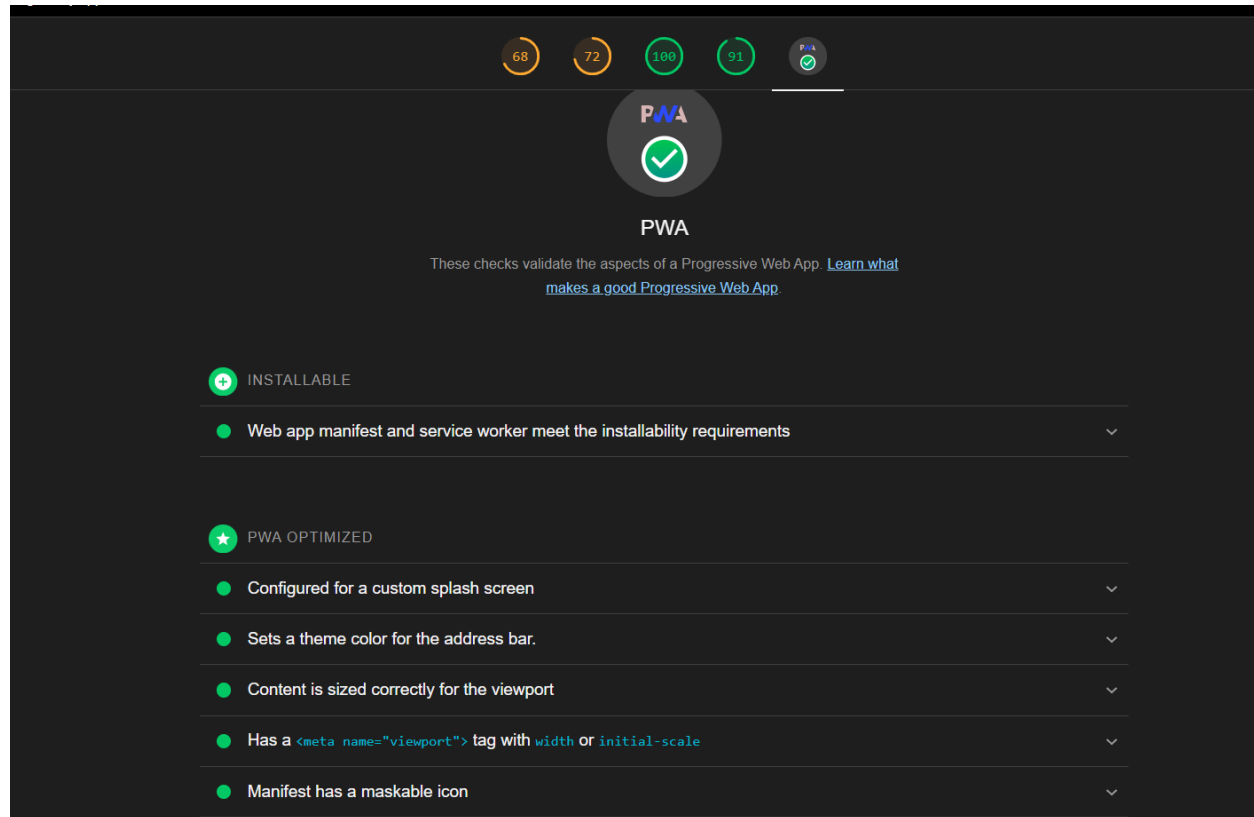 68 72 100 91 PWA
PWA
PWA
These checks validate the aspects of a Progressive Web App. Learn what
makes a good Progressive Web App.
INSTALLABLE
Web app manifest and service worker meet the installability requirements
PWA OPTIMIZED
Configured for a custom splash screen
Sets a theme color for the address bar.
Content is sized correctly for the viewport
Has a <meta name="viewport"> tag with width or initial-scale
Manifest has a maskable icon